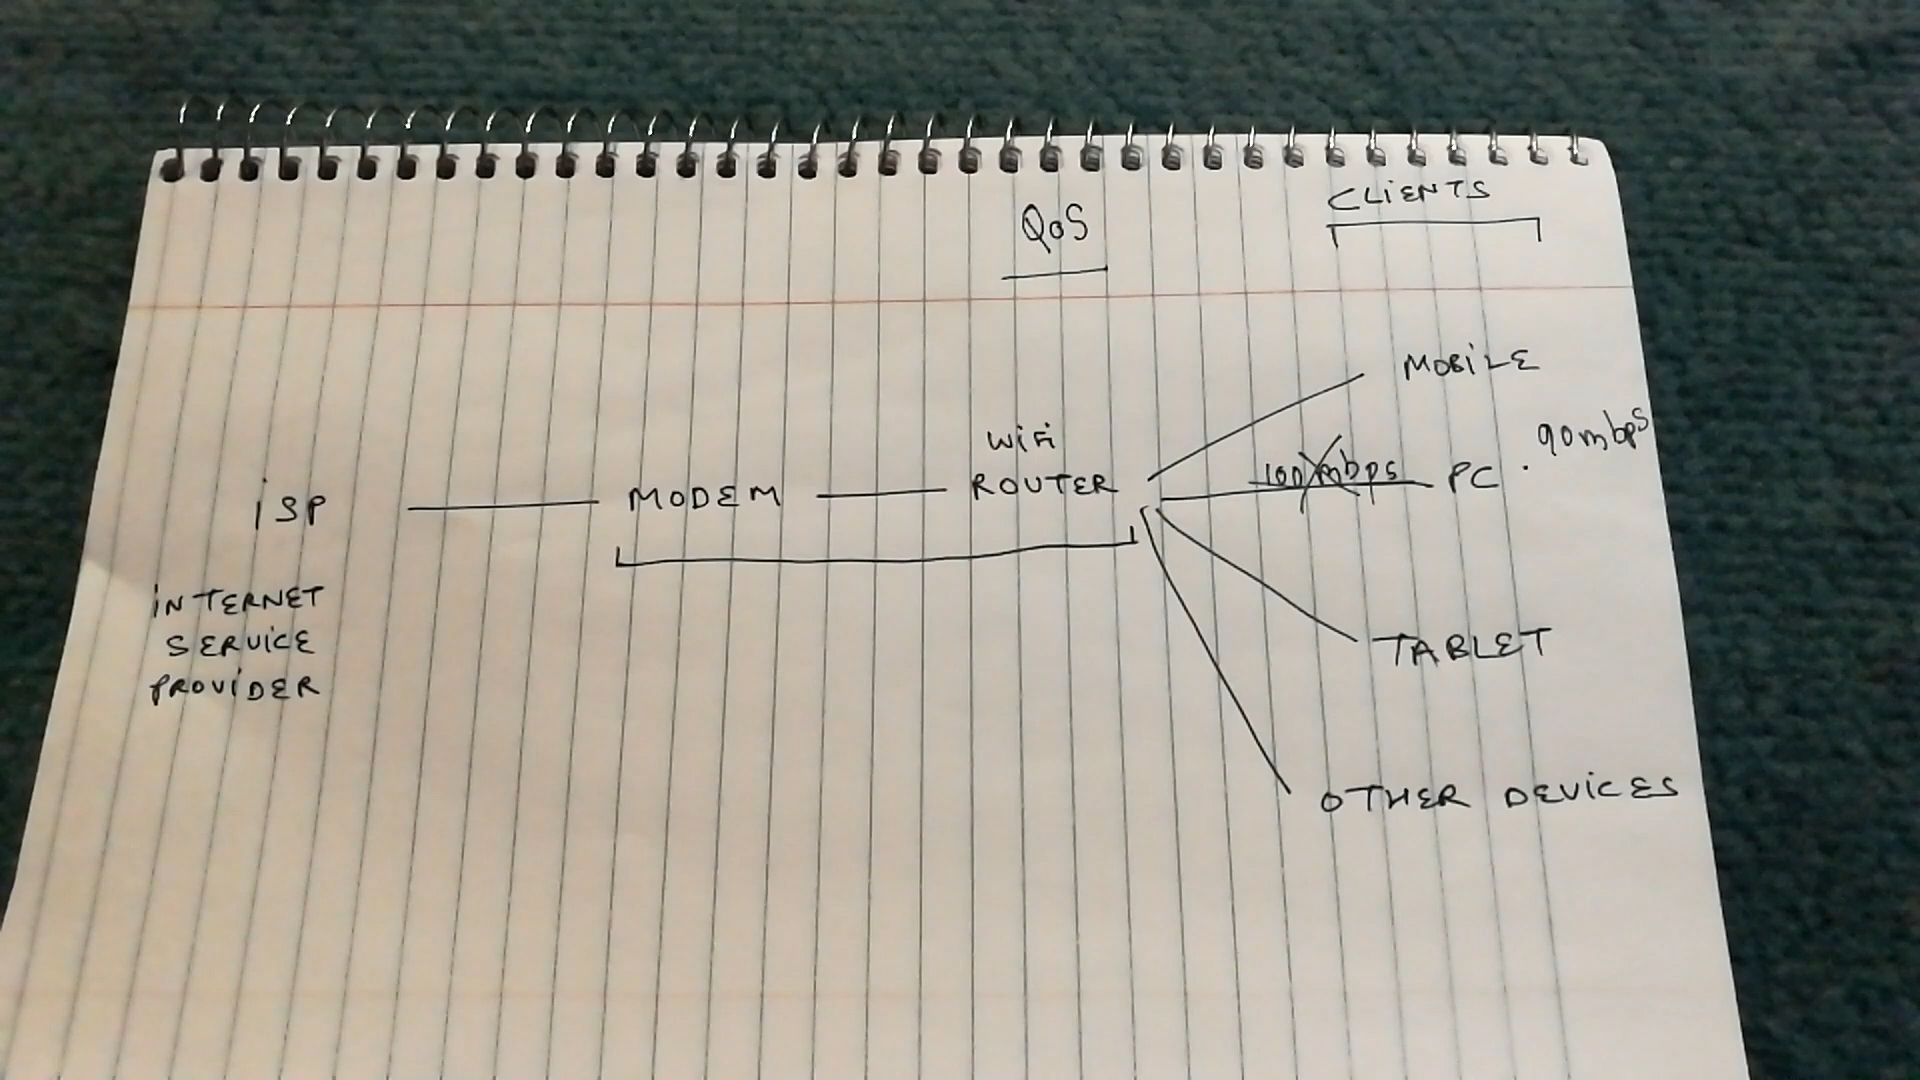 CLiENTS
QoS
MOBiLE
90mbps
WiFi
ROUTER
100mbps
PC
MODEM
iSP
iNTERNET
SERViCE
PROViDER
TABLET
OTHER DEViCES